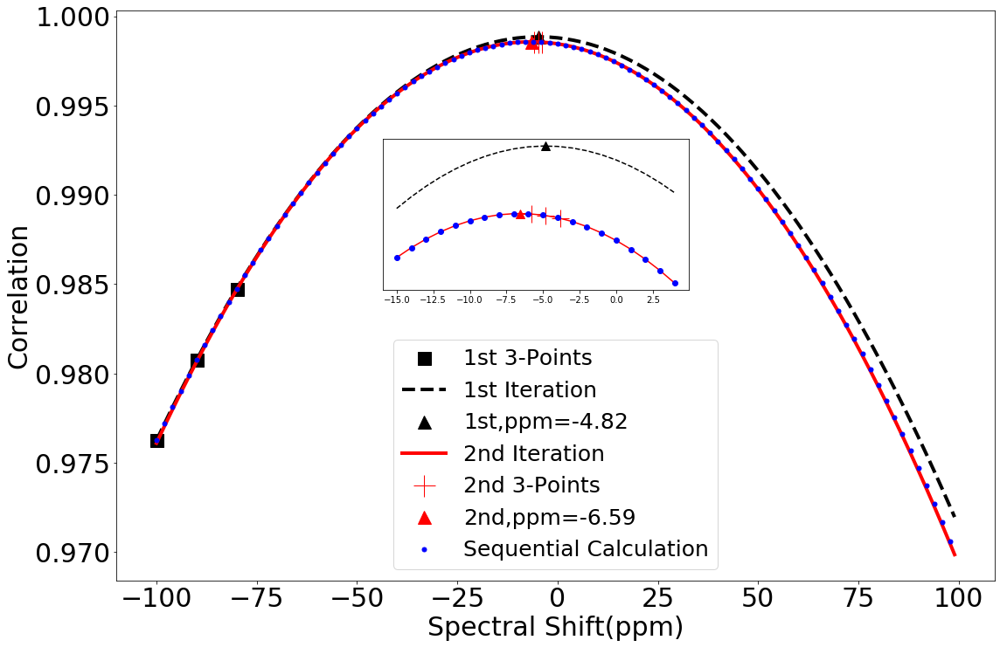 1.000
0.995
0.990
0.985
0.980
0.975
0.970
Correlation
−15.0 −12.5 −10.0 −7.5 −5.0 −2.5 0.0 2.5
1st 3-Points
1st Iteration
1st,ppm=-4.82
2nd Iteration
2nd 3-Points
2nd,ppm=-6.59
Sequential Calculation
−100 −75 −50 −25 0 25 50 75 100
Spectral Shift(ppm)